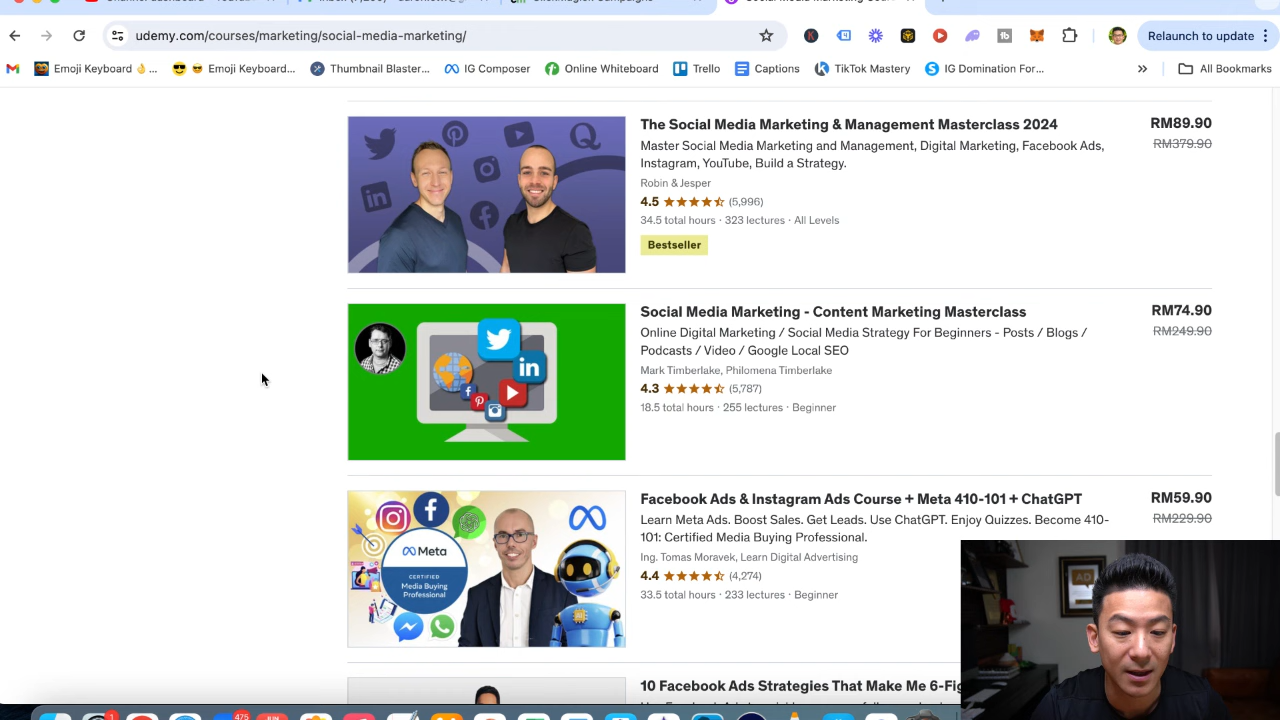 udemy.com/courses/marketing/social-media-marketing/
Relaunch to update
Emoji Keyboard 👌 ...
Emoji Keyboard...
Thumbnail Blaster...
IG Composer
Online Whiteboard
Trello
Captions
TikTok Mastery
IG Domination For...
All Bookmarks
The Social Media Marketing & Management Masterclass 2024
RM89.90
RM379.90
Master Social Media Marketing and Management, Digital Marketing, Facebook Ads,
Instagram, YouTube, Build a Strategy.
Robin & Jesper
4.5 (5,996)
34.5 total hours · 323 lectures · All Levels
Bestseller
Social Media Marketing - Content Marketing Masterclass
RM74.90
RM249.90
Online Digital Marketing / Social Media Strategy For Beginners - Posts / Blogs /
Podcasts / Video / Google Local SEO
Mark Timberlake, Philomena Timberlake
4.3 (5,787)
18.5 total hours · 255 lectures · Beginner
Facebook Ads & Instagram Ads Course + Meta 410-101 + ChatGPT
RM59.90
RM229.90
Learn Meta Ads. Boost Sales. Get Leads. Use ChatGPT. Enjoy Quizzes. Become 410-
101: Certified Media Buying Professional.
Ing. Tomas Moravek, Learn Digital Advertising
4.4 (4,274)
33.5 total hours · 233 lectures · Beginner
Meta
CERTIFIED
Media Buying
Professional
10 Facebook Ads Strategies That Make Me 6-Fig
475